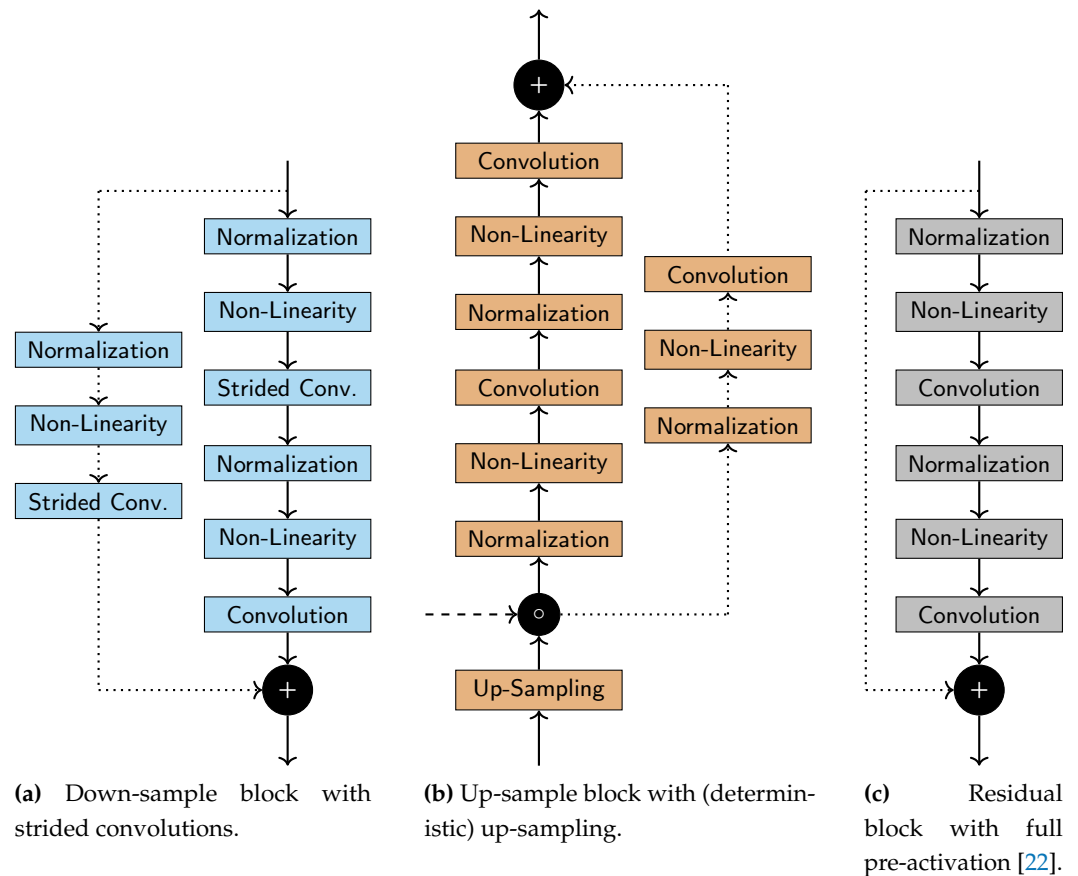 Normalization
Non-Linearity
Strided Conv.
Normalization
Non-Linearity
Strided Conv.
Normalization
Non-Linearity
Convolution
+
(a) Down-sample block with
strided convolutions.
+
Convolution
Non-Linearity
Normalization
Convolution
Non-Linearity
Normalization
Convolution
Non-Linearity
Normalization
∘
Up-Sampling
(b) Up-sample block with (determin-
istic) up-sampling.
Normalization
Non-Linearity
Convolution
Normalization
Non-Linearity
Convolution
+
(c) Residual
block with full
pre-activation [22].